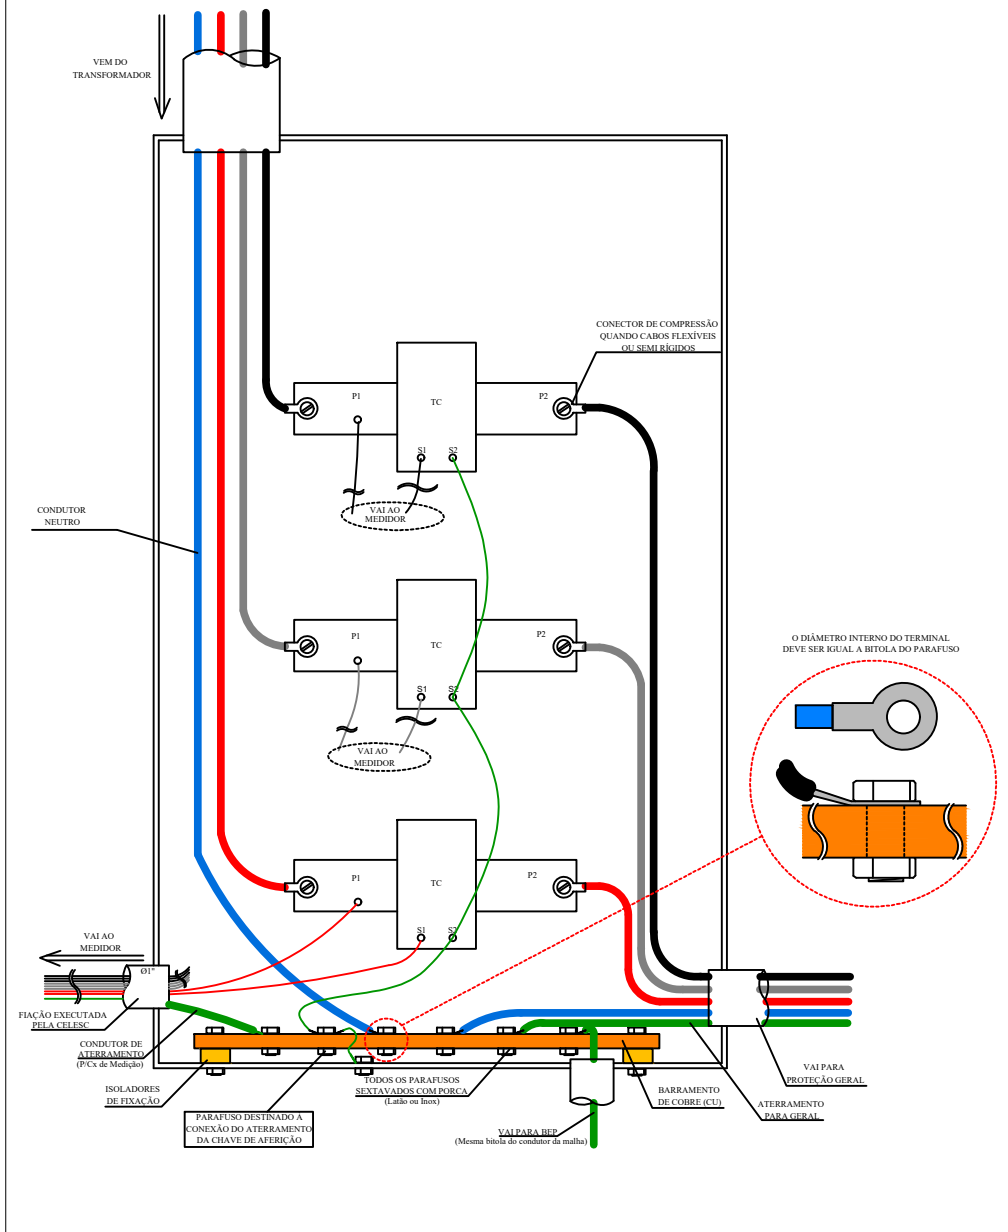 VEM DO
TRANSFORMADOR
CONECTOR DE COMPRESSÃO
QUANDO CABOS FLEXÍVEIS
OU SEMI RÍGIDOS
P1
TC
P2
S1
S2
VAI AO
MEDIDOR
CONDUTOR
NEUTRO
P1
TC
P2
S1
S2
VAI AO
MEDIDOR
O DIÂMETRO INTERNO DO TERMINAL
DEVE SER IGUAL A BITOLA DO PARAFUSO
P1
TC
P2
S1
S2
VAI AO
MEDIDOR
Ø1"
FIAÇÃO EXECUTADA
PELA CELESC
CONDUTOR DE
ATERRAMENTO
(P/Cx de Medição)
ISOLADORES
DE FIXAÇÃO
PARAFUSO DESTINADO A
CONEXÃO DO ATERRAMENTO
DA CHAVE DE AFERIÇÃO
TODOS OS PARAFUSOS
SEXTAVADOS COM PORCA
(Latão ou Inox)
VAI PARA BEP
(Mesma bitola do condutor da malha)
BARRAMENTO
DE COBRE (CU)
VAI PARA
PROTEÇÃO GERAL
ATERRAMENTO
PARA GERAL